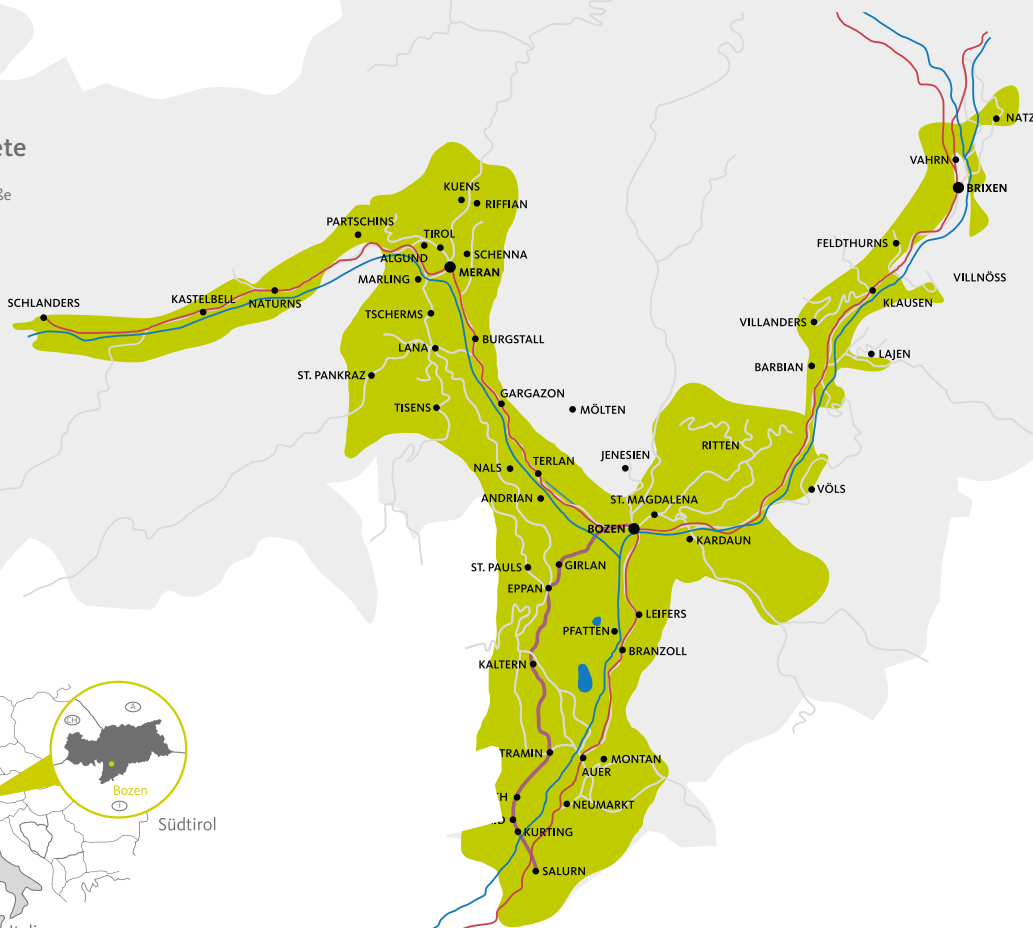 ete
ße
NATZ
VAHRN
BRIXEN
KUENS
RIFFIAN
PARTSCHINS
TIROL
FELDTHURNS
ALGUND
SCHENNA
MERAN
MARLING
VILLNÖSS
KASTELBELL
NATURNS
SCHLANDERS
KLAUSEN
TSCHERMS
VILLANDERS
BURGSTALL
LANA
LAJEN
BARBIAN
ST. PANKRAZ
GARGAZON
TISENS
MÖLTEN
RITTEN
JENESIEN
TERLAN
NALS
VÖLS
ANDRIAN
ST. MAGDALENA
BOZEN
KARDAUN
ST. PAULS
GIRLAN
EPPAN
LEIFERS
PFATTEN
BRANZOLL
KALTERN
A
CH
TRAMIN
MONTAN
AUER
Bozen
H
NEUMARKT
I
D
Südtirol
KURTING
SALURN